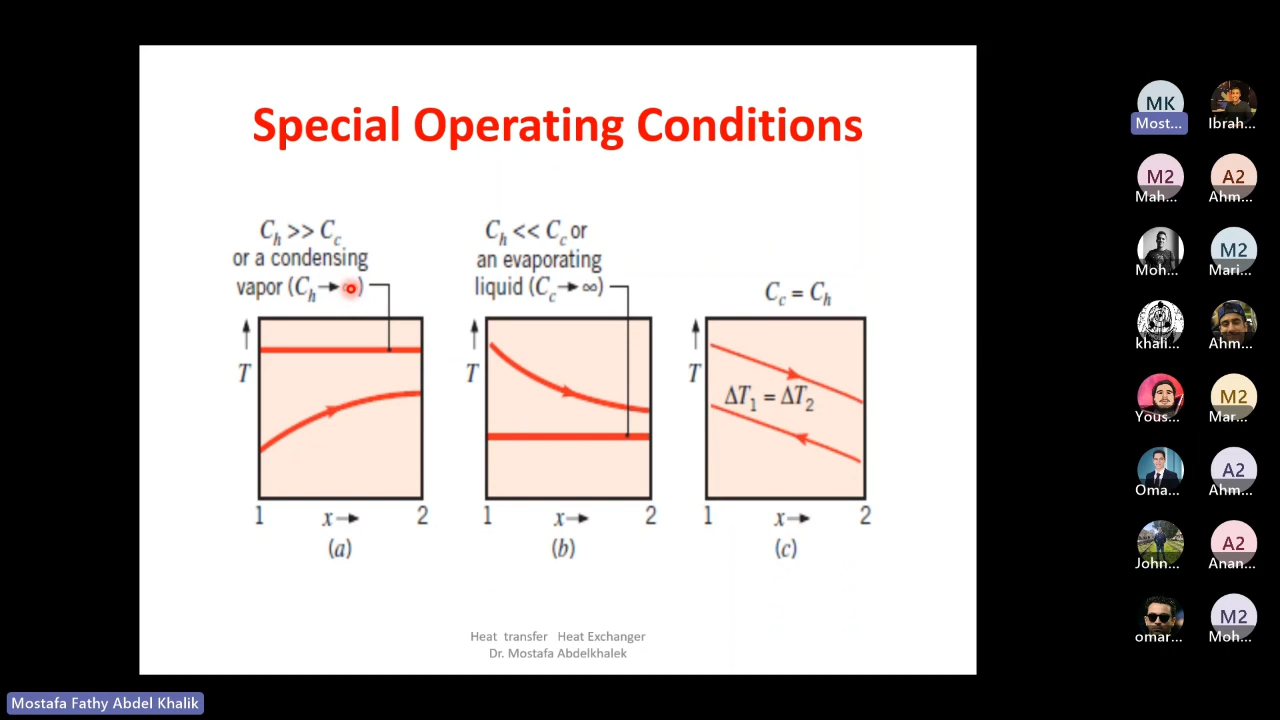 Special Operating Conditions
C_h >> C_c
or a condensing
vapor (C_h→∞)
C_h << C_c or
an evaporating
liquid (C_c→∞)
C_c = C_h
T
T
T
ΔT_1 = ΔT_2
1 x→ 2
1 x→ 2
1 x→ 2
(a)
(b)
(c)
Heat transfer Heat Exchanger
Dr. Mostafa Abdelkhalek
MK
Most...
Ibrah...
M2
Mah...
A2
Ahm...
Moh...
M2
Mari...
khali...
Ahm...
Yous...
M2
Mar...
Oma...
A2
Ahm...
John...
A2
Anan...
omar...
M2
Moh...
Mostafa Fathy Abdel Khalik